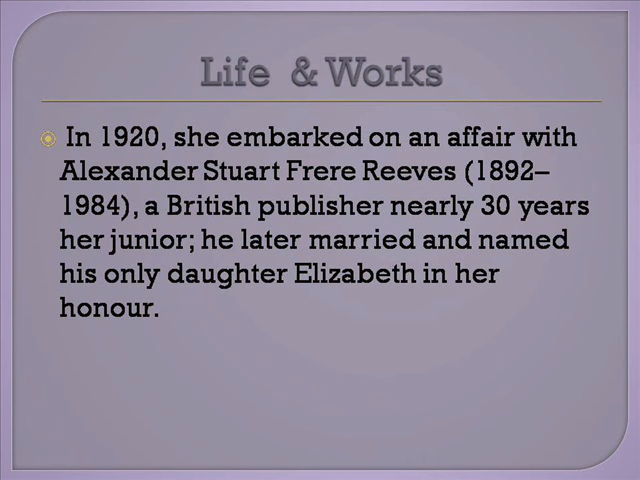 Life & Works
In 1920, she embarked on an affair with
Alexander Stuart Frere Reeves (1892–
1984), a British publisher nearly 30 years
her junior; he later married and named
his only daughter Elizabeth in her
honour.